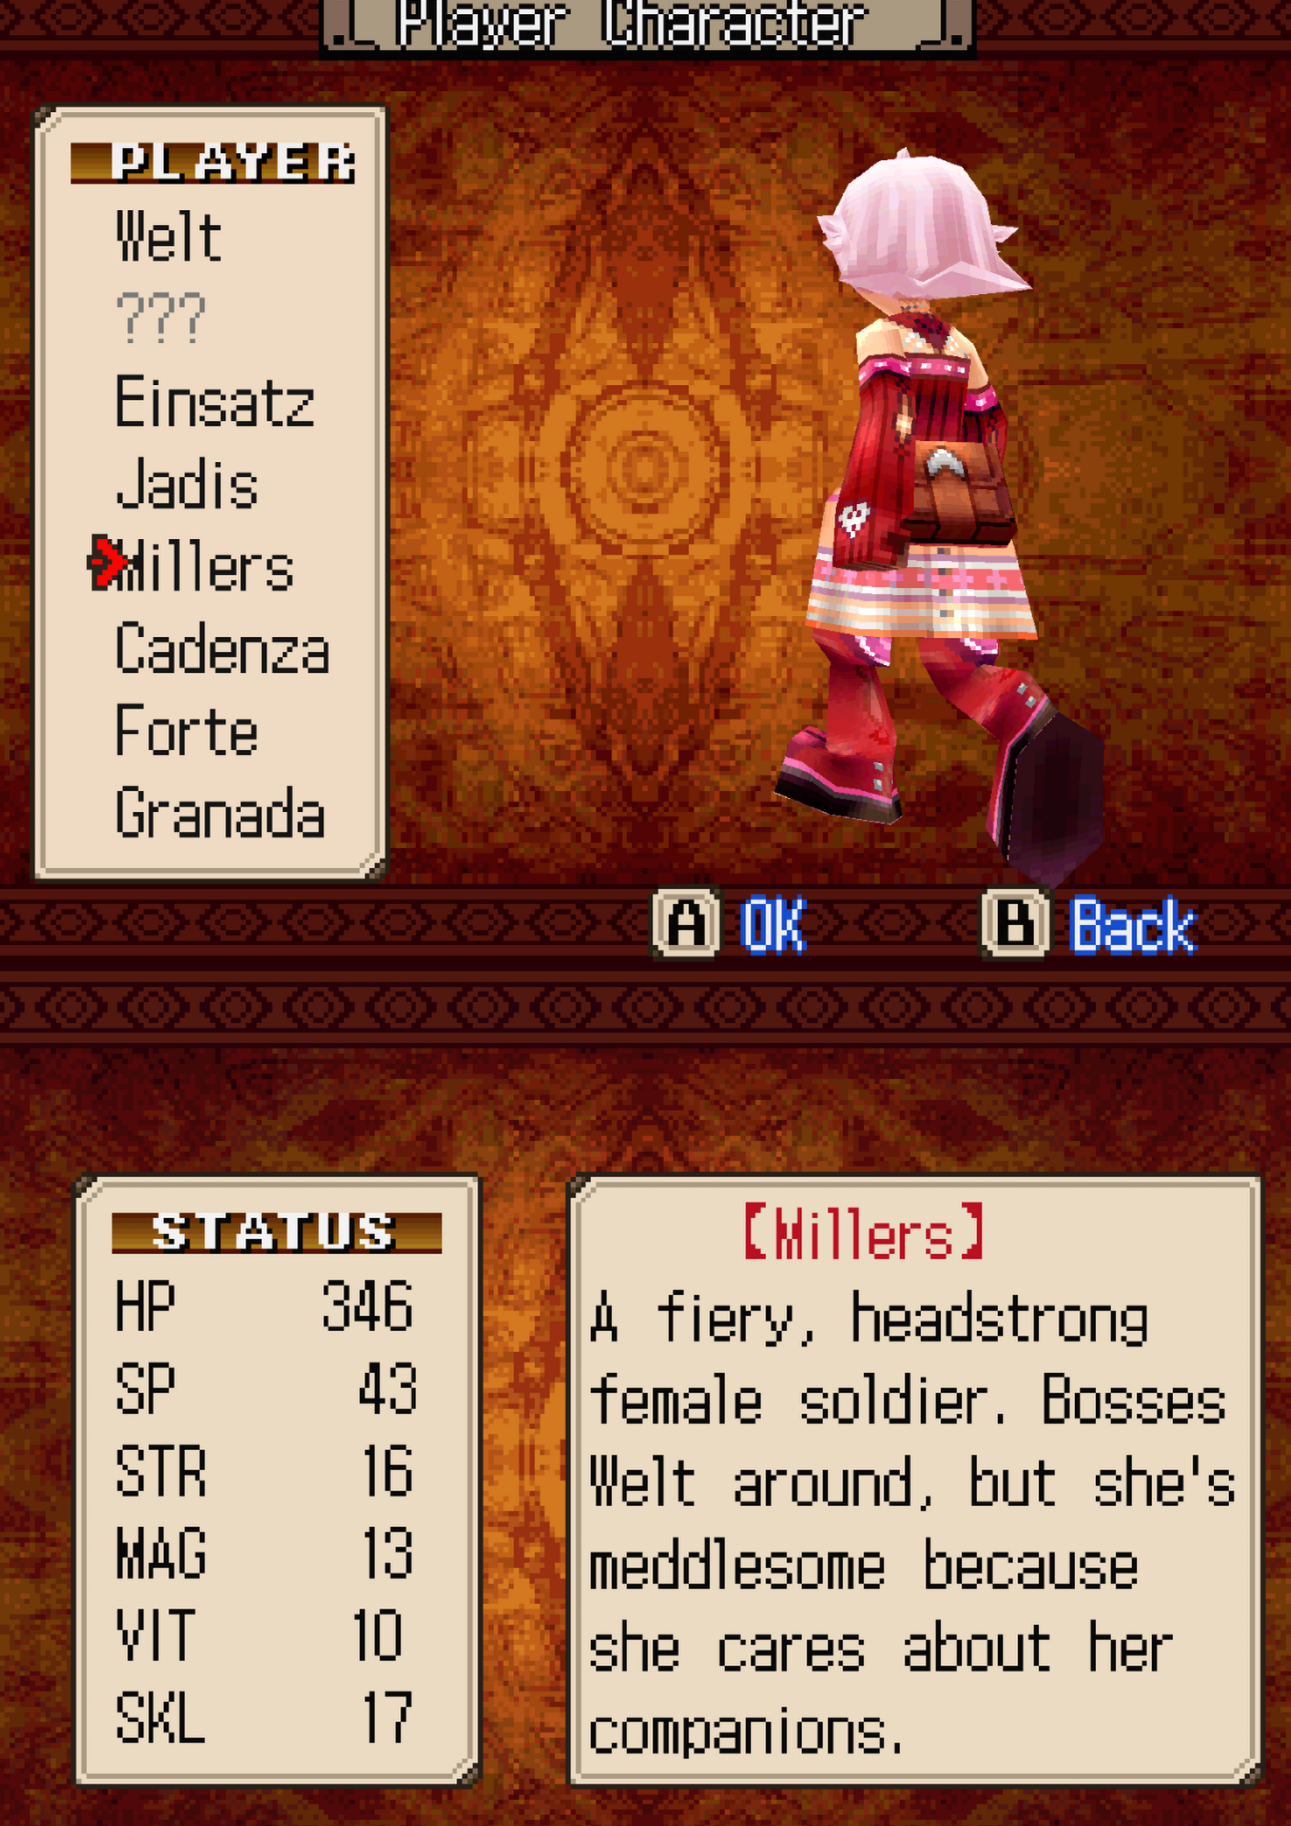 Player Character
PLAYER
Welt
???
Einsatz
Jadis
Millers
Cadenza
Forte
Granada
A OK B Back
STATUS
HP 346
SP 43
STR 16
MAG 13
VIT 10
SKL 17
【Millers】
A fiery, headstrong
female soldier. Bosses
Welt around, but she's
meddlesome because
she cares about her
companions.